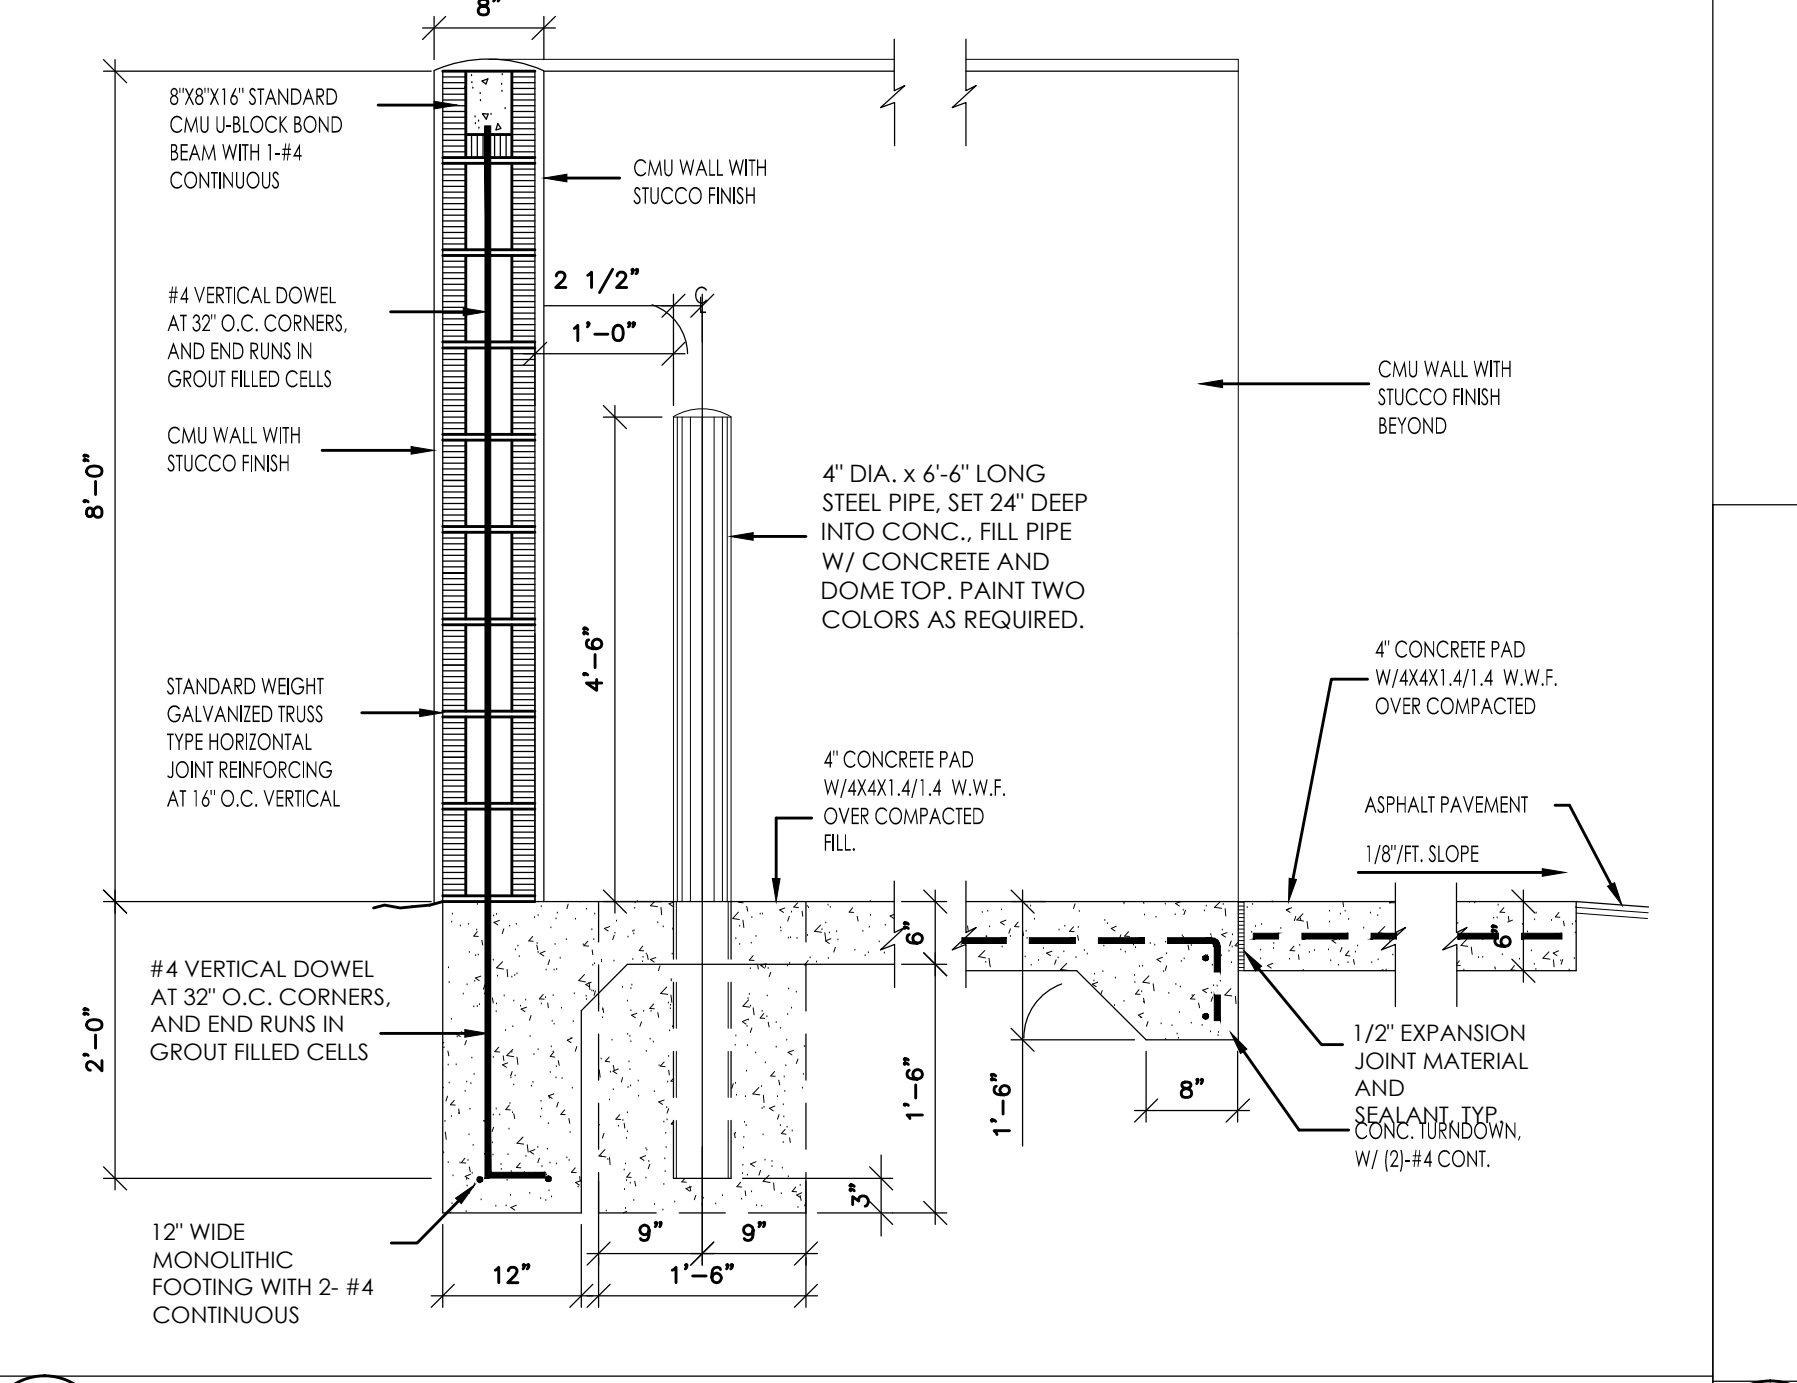 8"
8"X8"X16" STANDARD
CMU U-BLOCK BOND
BEAM WITH 1-#4
CONTINUOUS
CMU WALL WITH
STUCCO FINISH
#4 VERTICAL DOWEL
AT 32" O.C. CORNERS,
AND END RUNS IN
GROUT FILLED CELLS
2 1/2"
CL
1'-0"
CMU WALL WITH
STUCCO FINISH
BEYOND
CMU WALL WITH
STUCCO FINISH
8'-0"
4" DIA. x 6'-6" LONG
STEEL PIPE, SET 24" DEEP
INTO CONC., FILL PIPE
W/ CONCRETE AND
DOME TOP. PAINT TWO
COLORS AS REQUIRED.
4'-6"
4" CONCRETE PAD
W/4X4X1.4/1.4 W.W.F.
OVER COMPACTED
STANDARD WEIGHT
GALVANIZED TRUSS
TYPE HORIZONTAL
JOINT REINFORCING
AT 16" O.C. VERTICAL
4" CONCRETE PAD
W/4X4X1.4/1.4 W.W.F.
OVER COMPACTED
FILL.
ASPHALT PAVEMENT
1/8"/FT. SLOPE
6"
6"
#4 VERTICAL DOWEL
AT 32" O.C. CORNERS,
AND END RUNS IN
GROUT FILLED CELLS
2'-0"
1'-6"
1'-6"
8"
1/2" EXPANSION
JOINT MATERIAL
AND
SEALANT, TYP.
CONC. TURNDOWN,
W/ (2)-#4 CONT.
3"
12" WIDE
MONOLITHIC
FOOTING WITH 2- #4
CONTINUOUS
9"
9"
12"
1'-6"